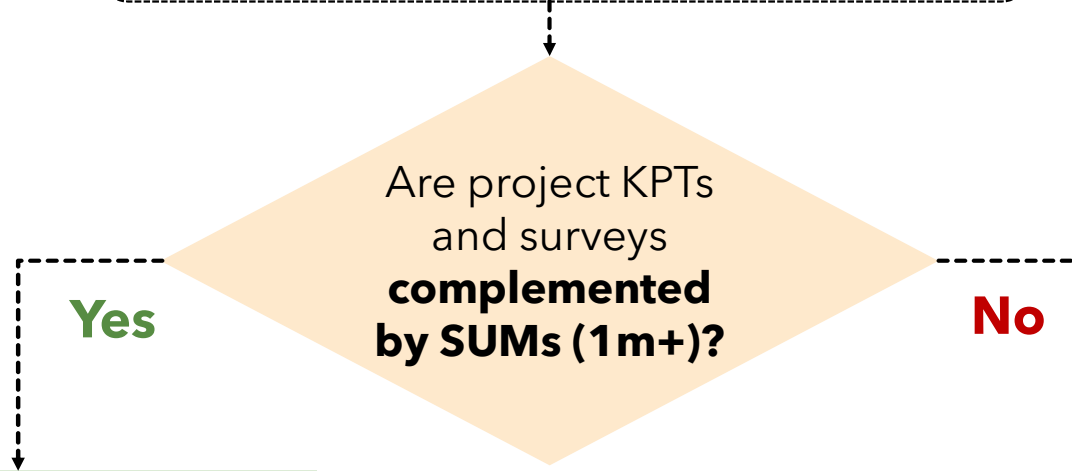 Are project KPTs
and surveys
complemented
by SUMs (1m+)?
Yes
No